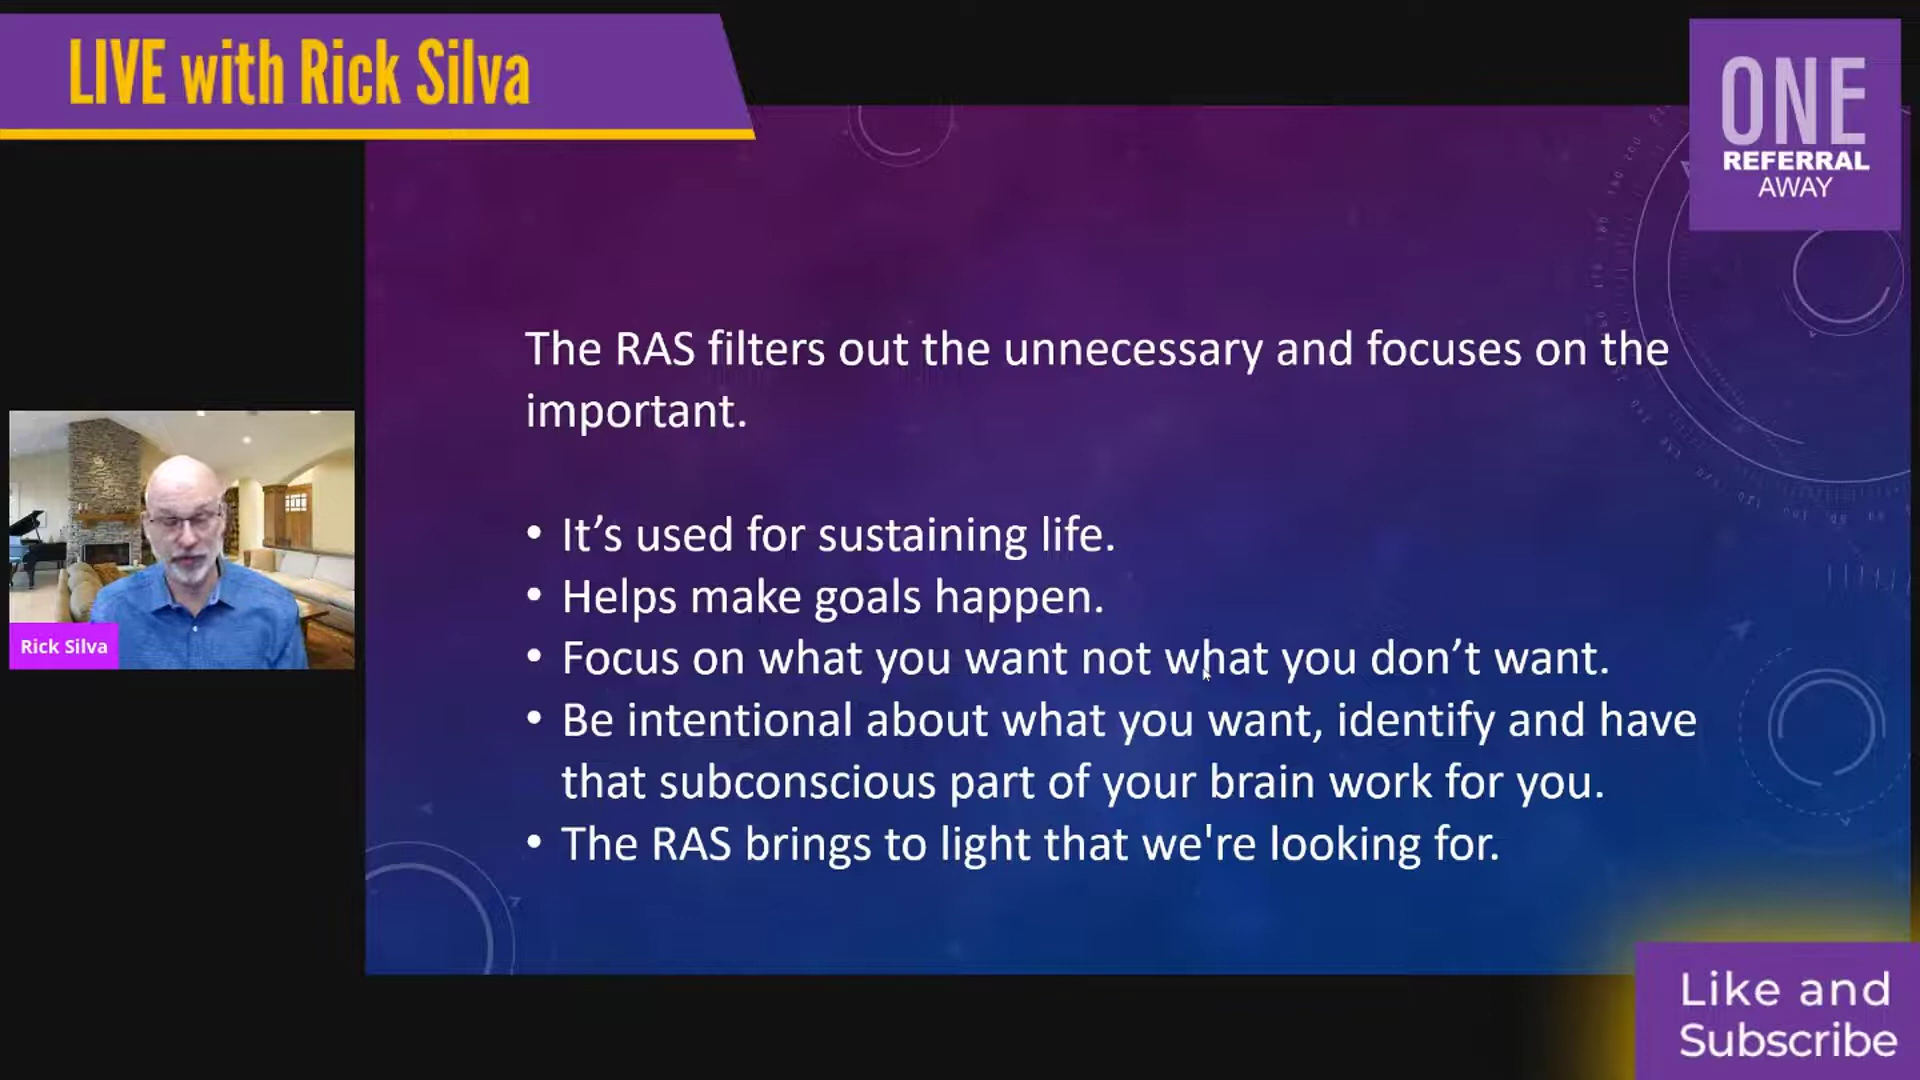 LIVE with Rick Silva
ONE
REFERRAL
AWAY
The RAS filters out the unnecessary and focuses on the
important.
• It’s used for sustaining life.
• Helps make goals happen.
• Focus on what you want not what you don’t want.
• Be intentional about what you want, identify and have
that subconscious part of your brain work for you.
• The RAS brings to light that we're looking for.
Rick Silva
Like and
Subscribe